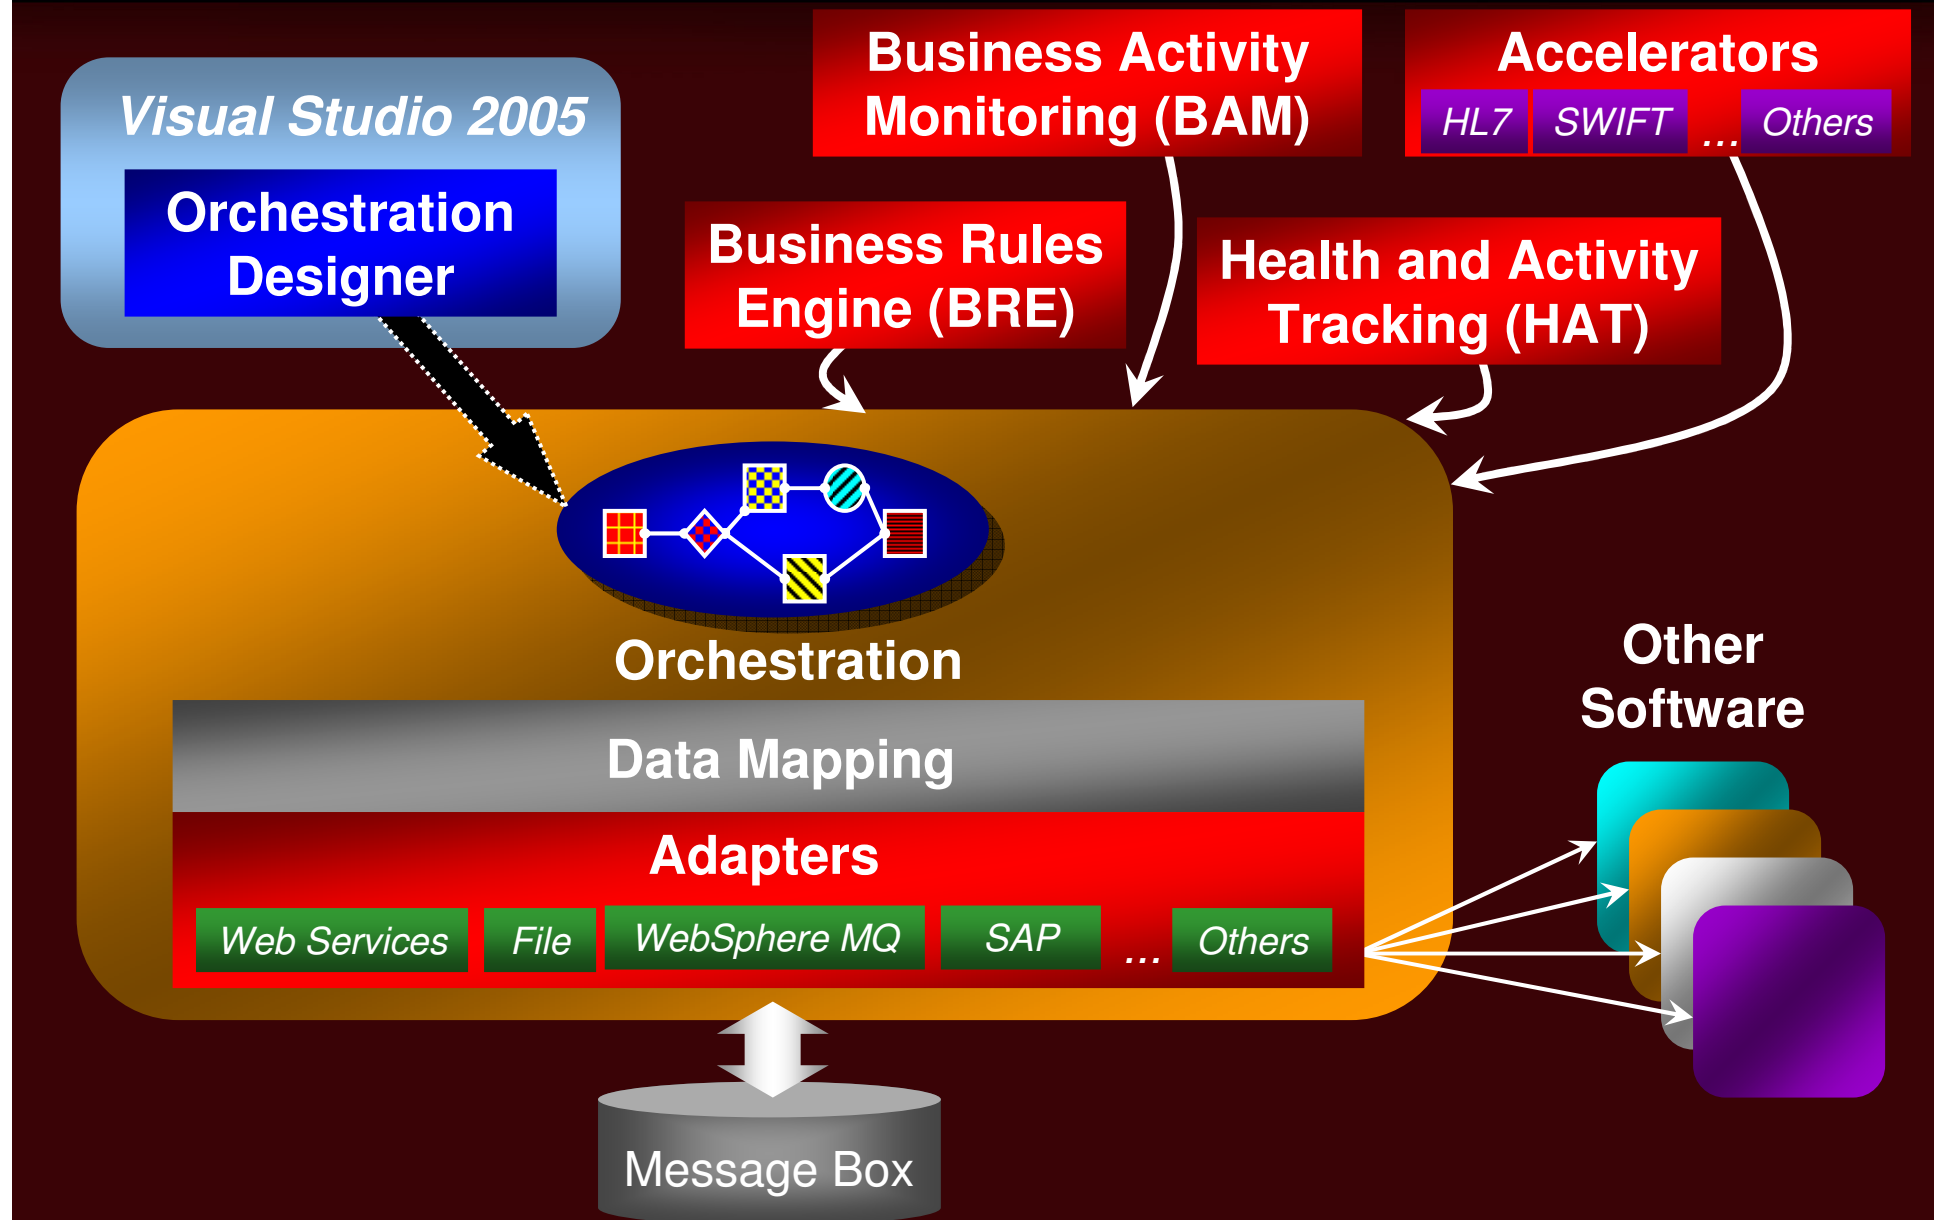 Visual Studio 2005
Orchestration
Designer
Business Activity
Monitoring (BAM)
Accelerators
HL7 SWIFT ... Others
Business Rules
Engine (BRE)
Health and Activity
Tracking (HAT)
Orchestration
Data Mapping
Adapters
Web Services File WebSphere MQ SAP ... Others
Other
Software
Message Box